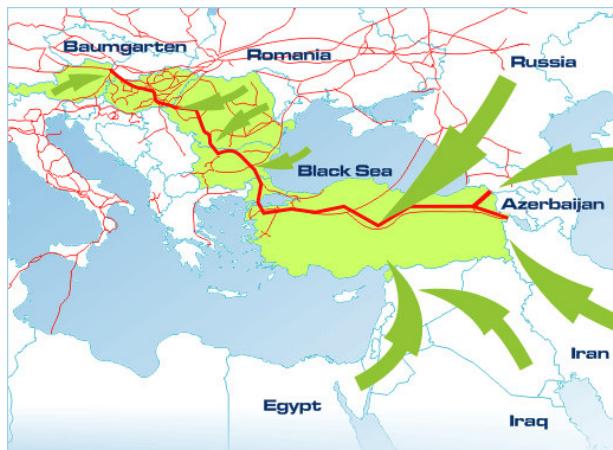 Baumgarten
Romania
Russia
Black Sea
Azerbaijan
Iran
Egypt
Iraq